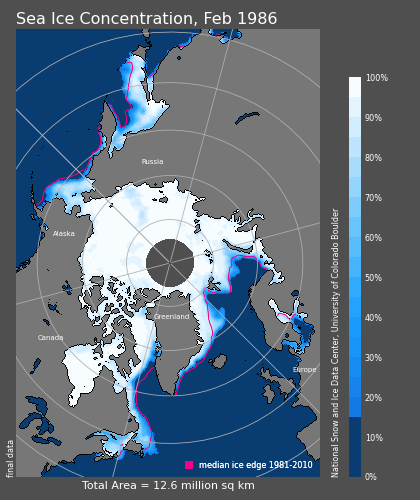 Sea Ice Concentration, Feb 1986
Russia
Alaska
Greenland
Canada
Europe
median ice edge 1981-2010
Total Area = 12.6 million sq km
final data
100%
90%
80%
70%
60%
50%
40%
30%
20%
10%
0%
National Snow and Ice Data Center, University of Colorado Boulder